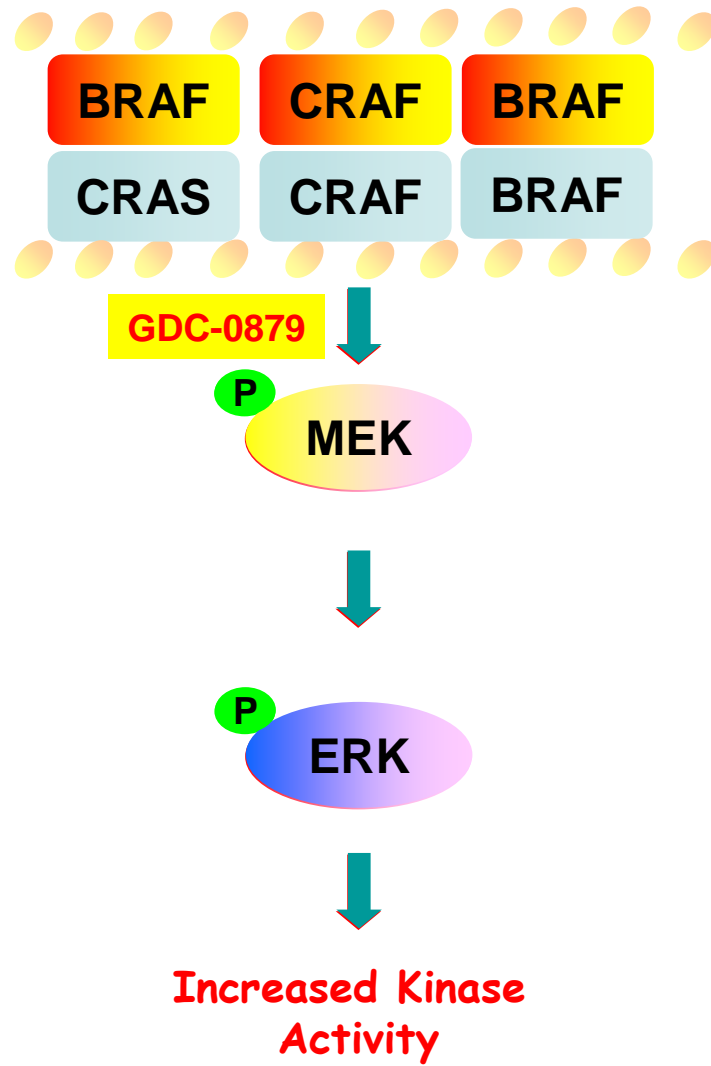 BRAF CRAF BRAF
CRAS CRAF BRAF
GDC-0879
P
MEK
P
ERK
Increased Kinase
Activity